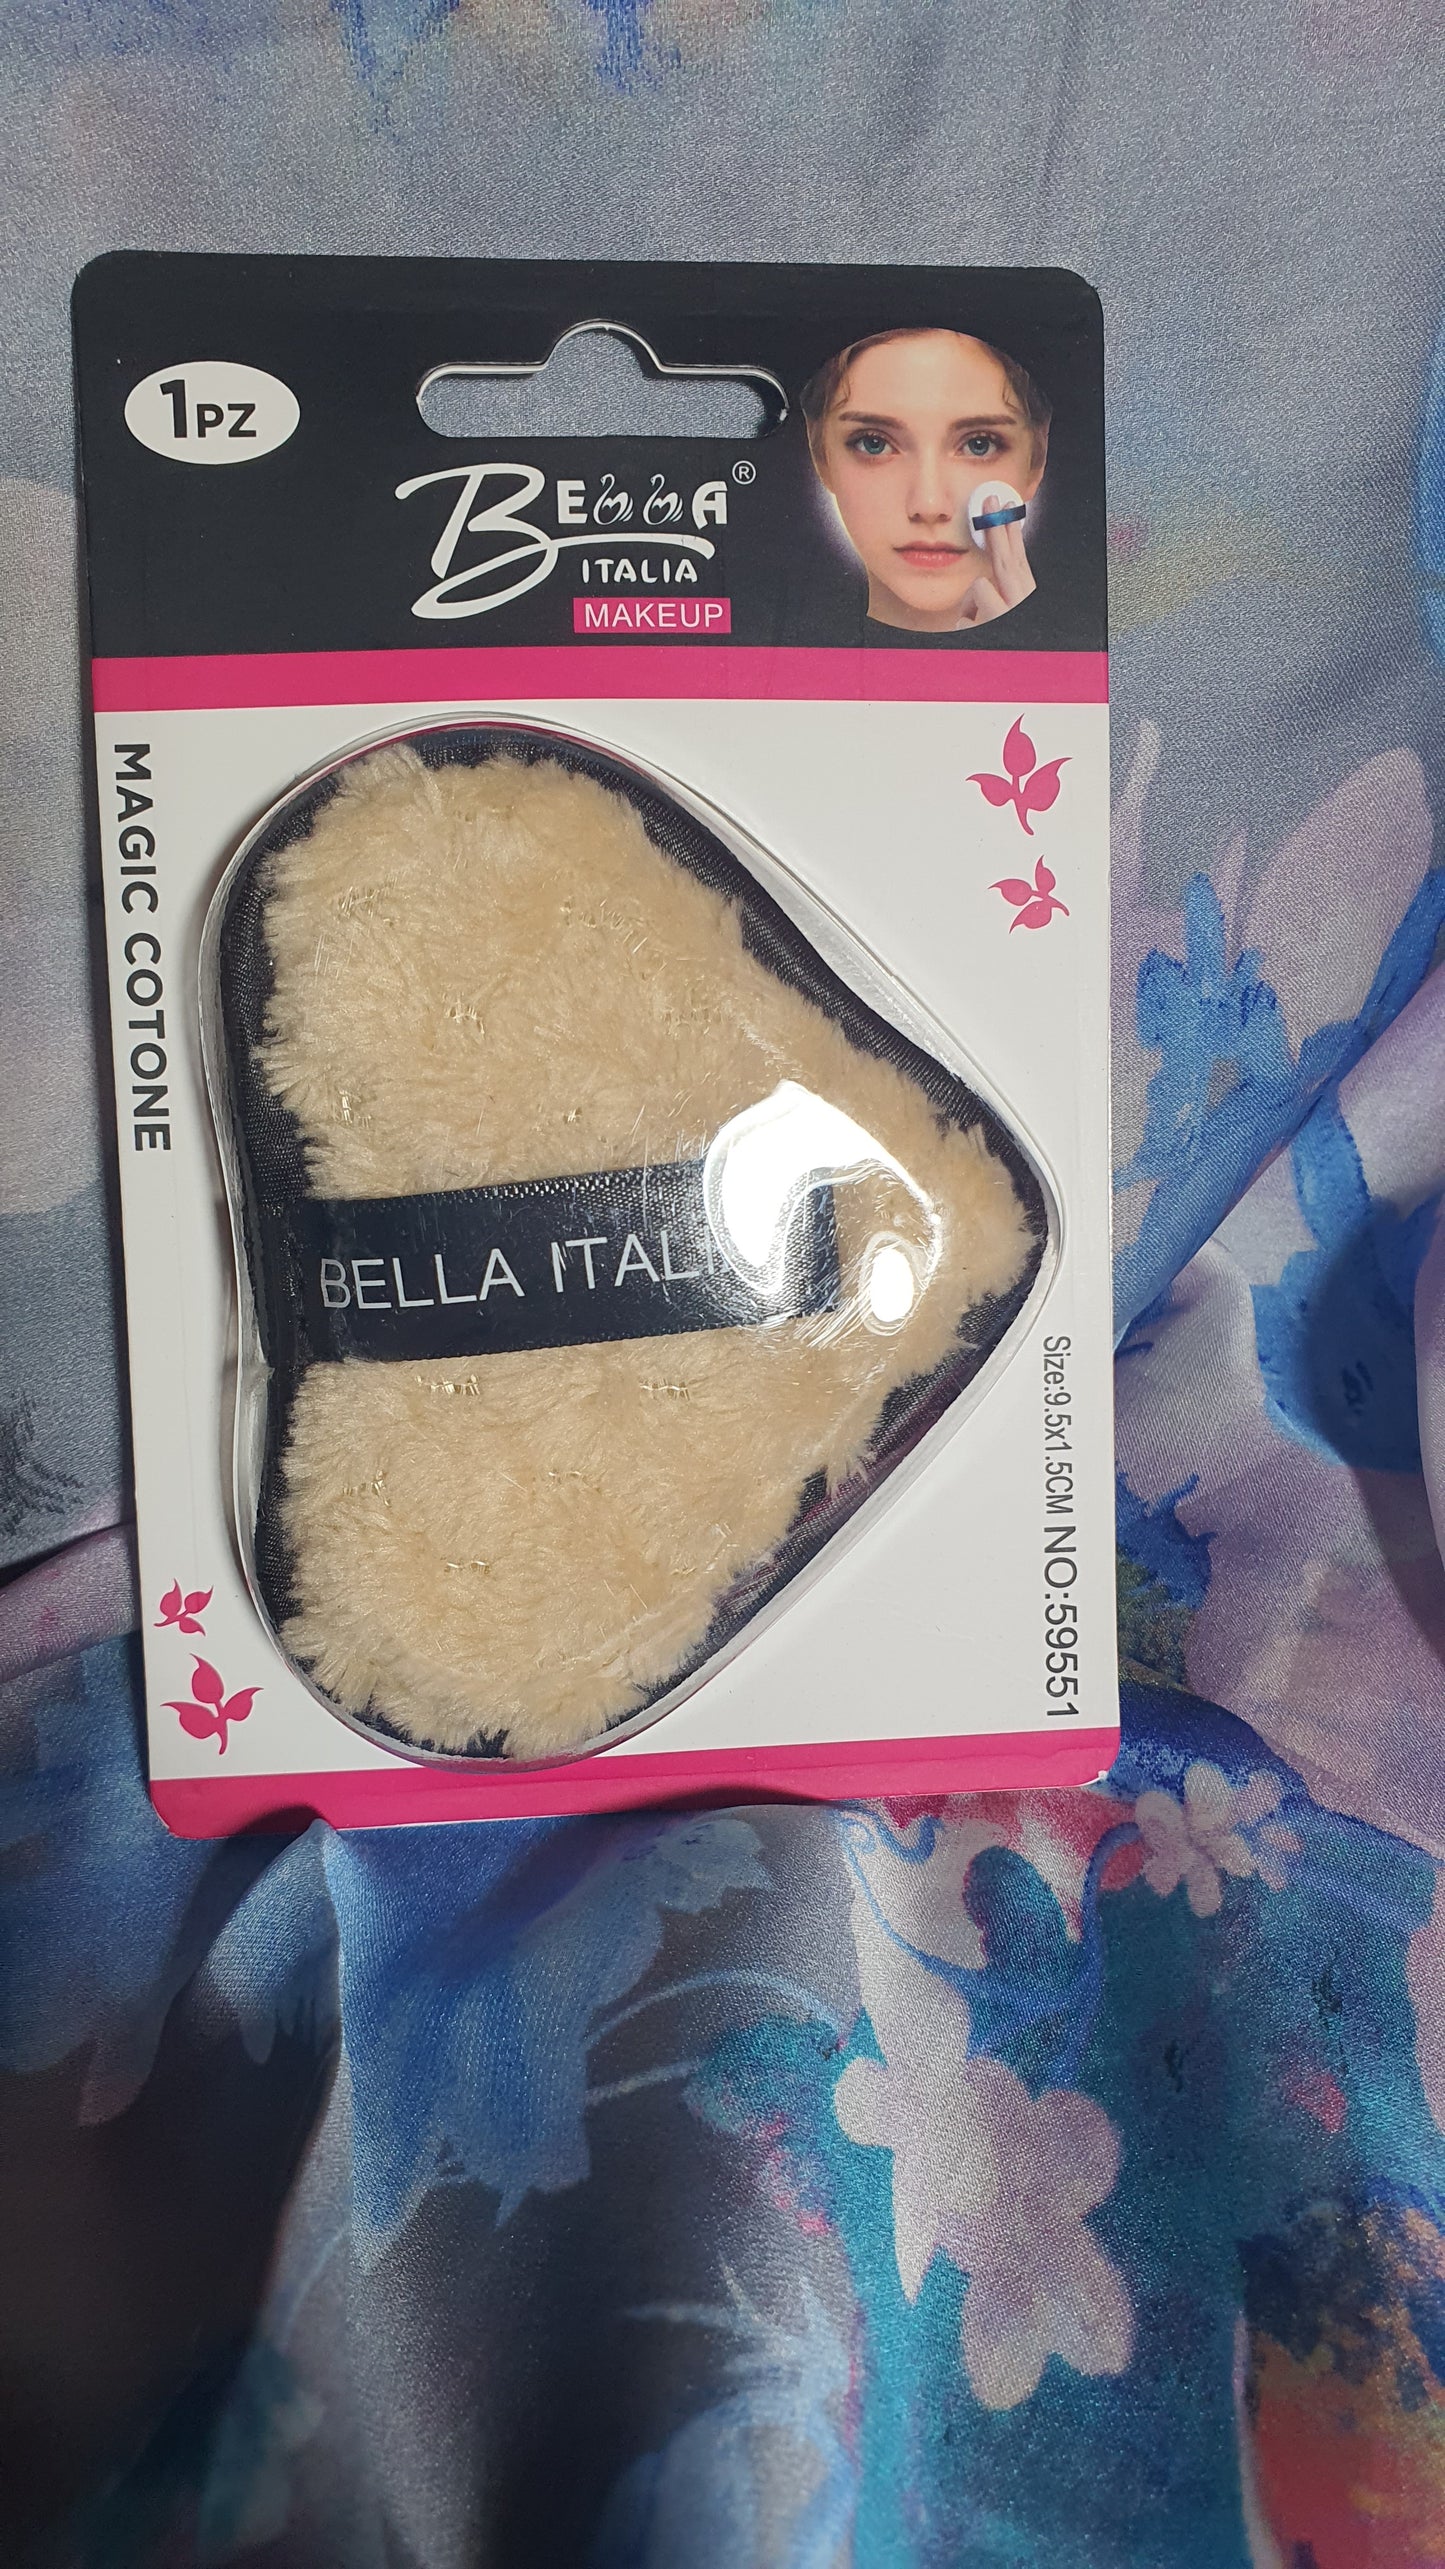 1PZ
BELLA®
ITALIA
MAKEUP
MAGIC COTONE
BELLA ITALI
Size:9.5x1.5CM NO:59551